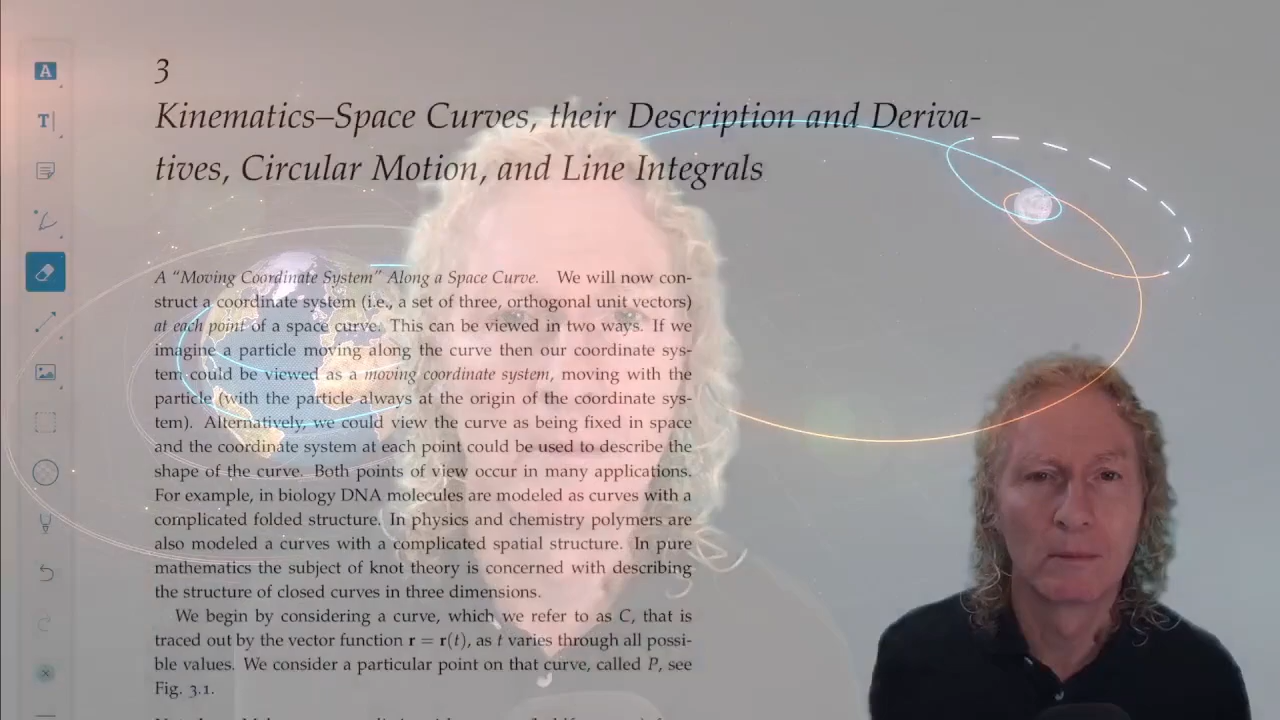 3
Kinematics–Space Curves, their Description and Deriva-
tives, Circular Motion, and Line Integrals
A
T
A “Moving Coordinate System” Along a Space Curve. We will now con-
struct a coordinate system (i.e., a set of three, orthogonal unit vectors)
at each point of a space curve. This can be viewed in two ways. If we
imagine a particle moving along the curve then our coordinate sys-
tem could be viewed as a moving coordinate system, moving with the
particle (with the particle always at the origin of the coordinate sys-
tem). Alternatively, we could view the curve as being fixed in space
and the coordinate system at each point could be used to describe the
shape of the curve. Both points of view occur in many applications.
For example, in biology DNA molecules are modeled as curves with a
complicated folded structure. In physics and chemistry polymers are
also modeled a curves with a complicated spatial structure. In pure
mathematics the subject of knot theory is concerned with describing
the structure of closed curves in three dimensions.
We begin by considering a curve, which we refer to as C, that is
traced out by the vector function r = r(t), as t varies through all possi-
ble values. We consider a particular point on that curve, called P, see
Fig. 3.1.